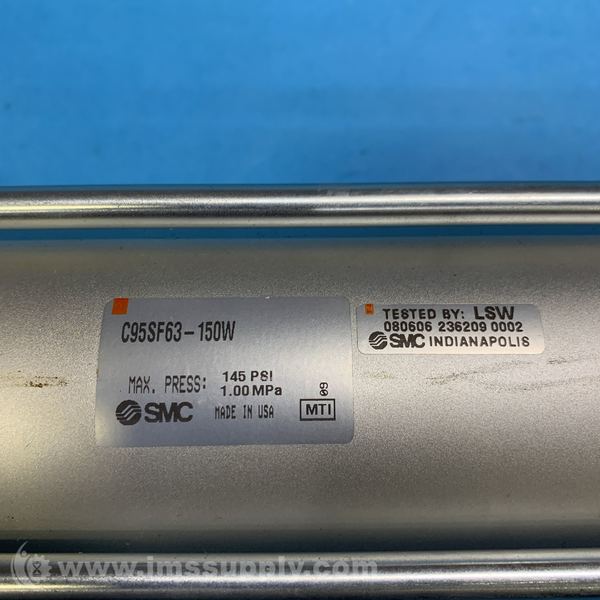 C95SF63-150W
MAX. PRESS: 145 PSI
1.00 MPa
SMC MADE IN USA
MTI 09
TESTED BY: LSW
080606 236209 0002
SMC INDIANAPOLIS
www.imssupply.com